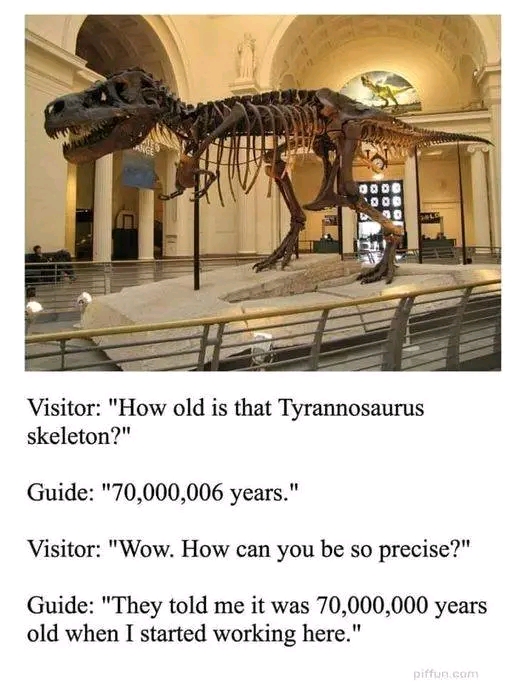 Visitor: "How old is that Tyrannosaurus
skeleton?"
Guide: "70,000,006 years."
Visitor: "Wow. How can you be so precise?"
Guide: "They told me it was 70,000,000 years
old when I started working here."
piffun.com